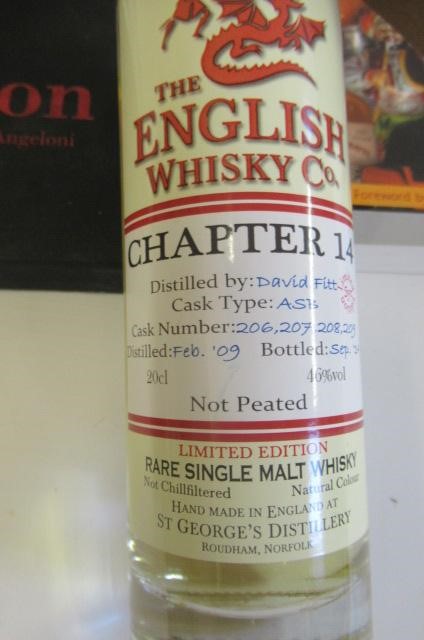 on
Angeloni
Foreword by
THE
ENGLISH
WHISKY CO.
CHAPTER 14
Distilled by: David Fitt
Cask Type: ASB
Cask Number: 206, 207, 208, 209
Distilled: Feb. '09 Bottled: Sep.
20cl 46%vol
Not Peated
LIMITED EDITION
RARE SINGLE MALT WHISKY
Not Chillfiltered Natural Colour
HAND MADE IN ENGLAND AT
ST GEORGE'S DISTILLERY
ROUDHAM, NORFOLK